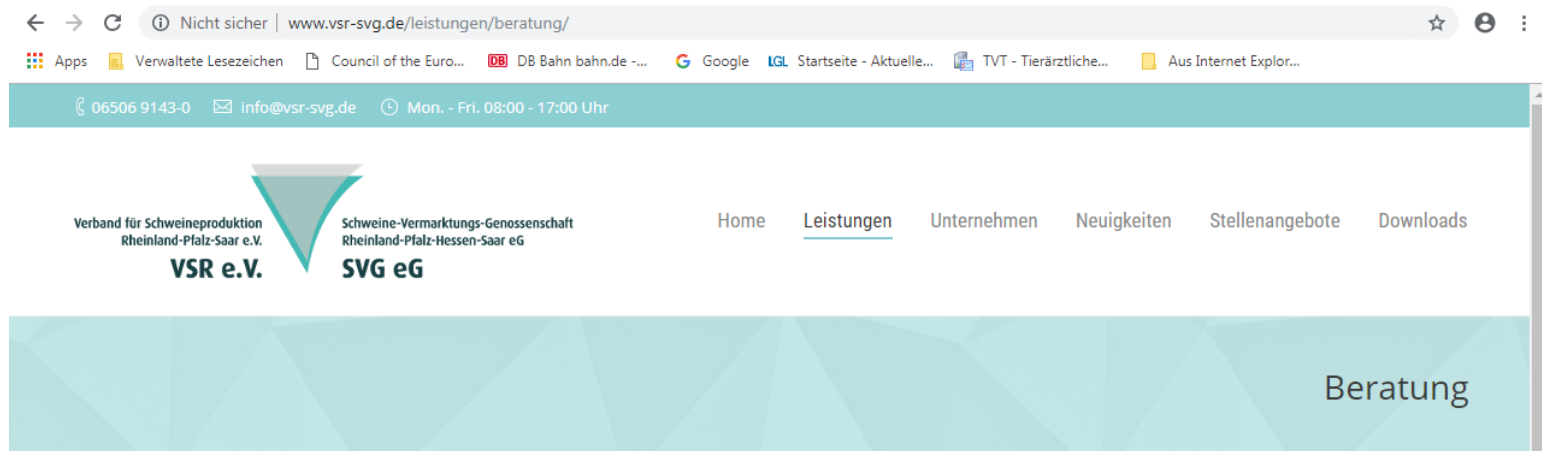 Nicht sicher | www.vsr-svg.de/leistungen/beratung/
Apps Verwaltete Lesezeichen Council of the Euro... DB DB Bahn bahn.de -... G Google LGL Startseite - Aktuelle... TVT - Tierärztliche... Aus Internet Explor...
06506 9143-0 info@vsr-svg.de Mon. - Fri. 08:00 - 17:00 Uhr
Verband für Schweineproduktion
Rheinland-Pfalz-Saar e.V.
VSR e.V.
Schweine-Vermarktungs-Genossenschaft
Rheinland-Pfalz-Hessen-Saar eG
SVG eG
Home Leistungen Unternehmen Neuigkeiten Stellenangebote Downloads
Beratung